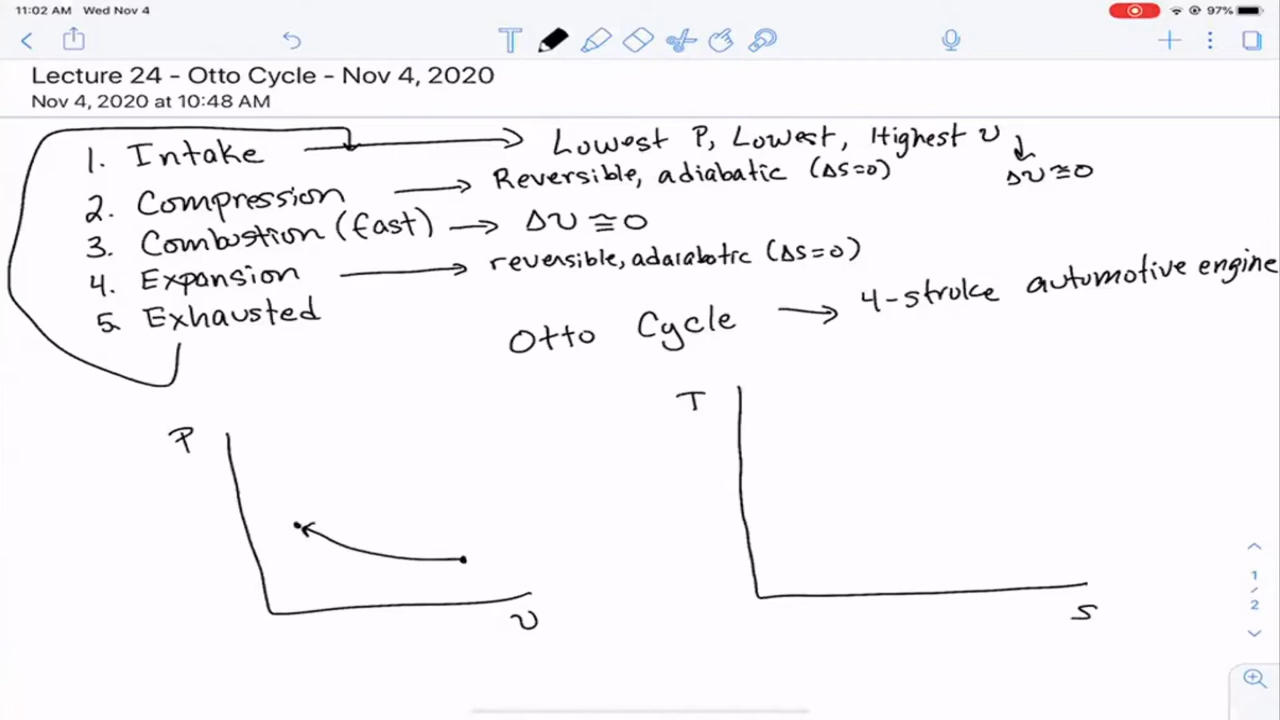 11:02 AM Wed Nov 4
97%
Lecture 24 - Otto Cycle - Nov 4, 2020
Nov 4, 2020 at 10:48 AM
1. Intake → Lowest P, Lowest, Highest v
Δv≅0
2. Compression → Reversible, adiabatic (Δs=0)
3. Combustion (fast) → Δv ≅ 0
4. Expansion → reversible, adarabotic (Δs=0)
5. Exhausted
Otto Cycle → 4-stroke automotive engine
P
v
T
s
1
2